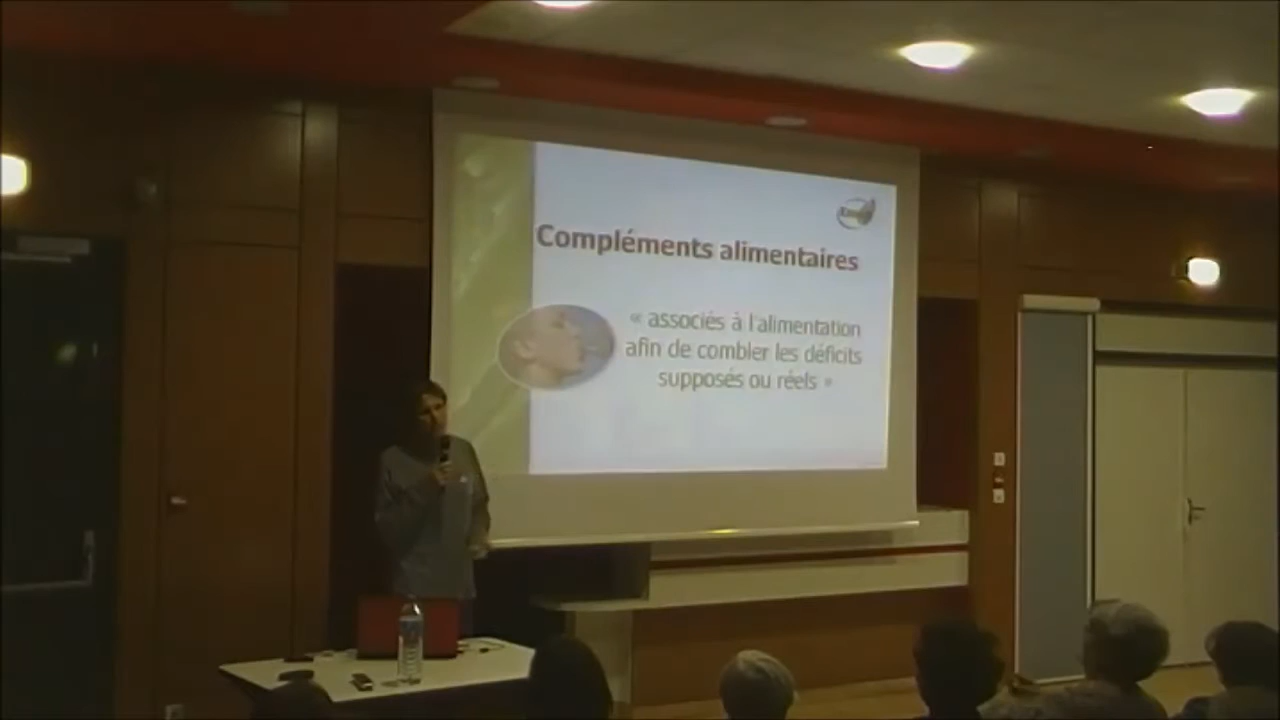 Compléments alimentaires
« associés à l'alimentation
afin de combler les déficits
supposés ou réels »